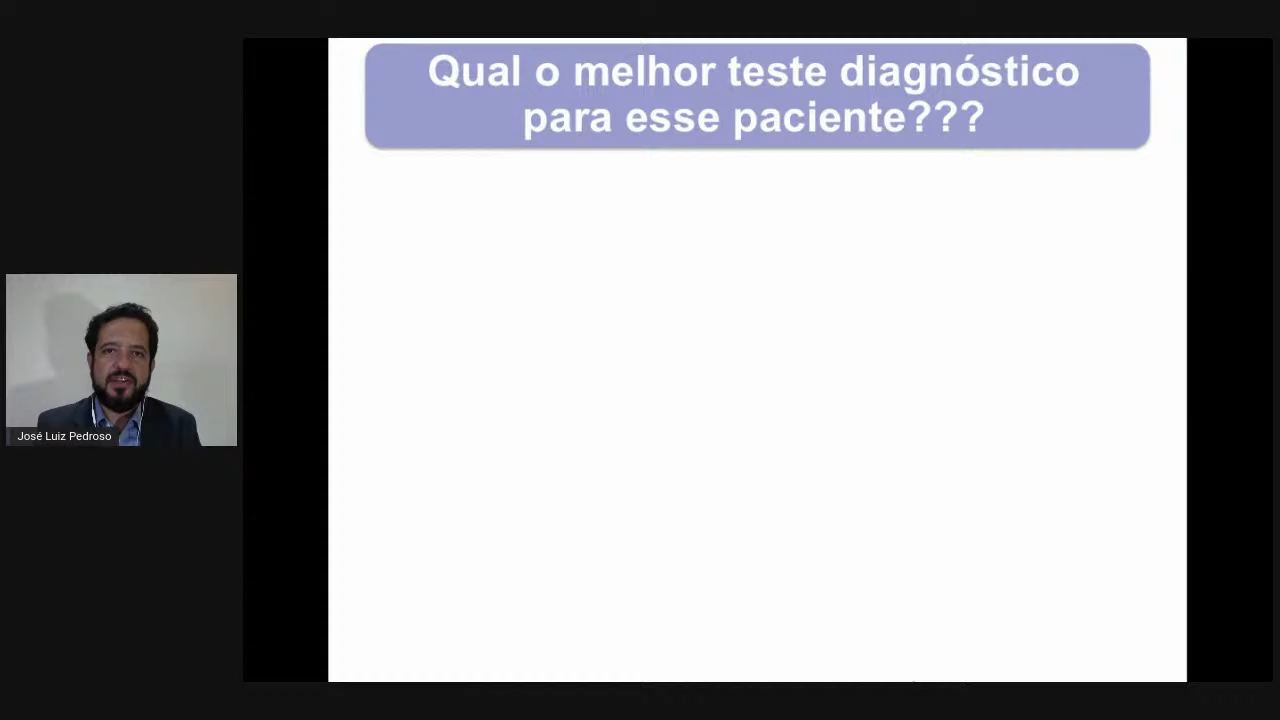 Qual o melhor teste diagnóstico
para esse paciente???
José Luiz Pedroso